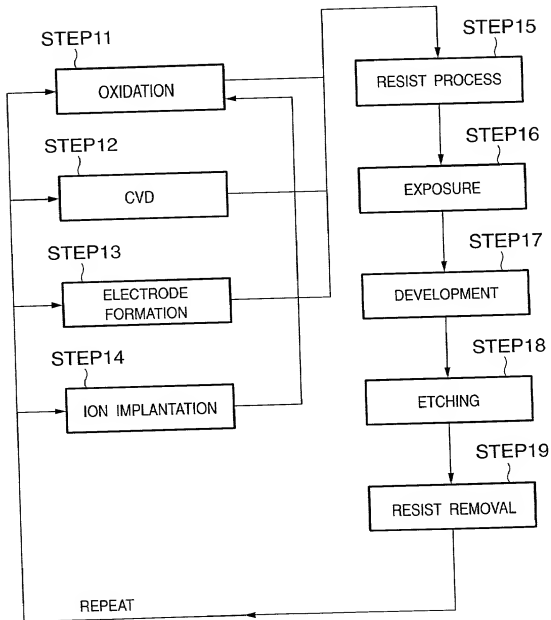 STEP11
OXIDATION
STEP12
CVD
STEP13
ELECTRODE
FORMATION
STEP14
ION IMPLANTATION
STEP15
RESIST PROCESS
STEP16
EXPOSURE
STEP17
DEVELOPMENT
STEP18
ETCHING
STEP19
RESIST REMOVAL
REPEAT